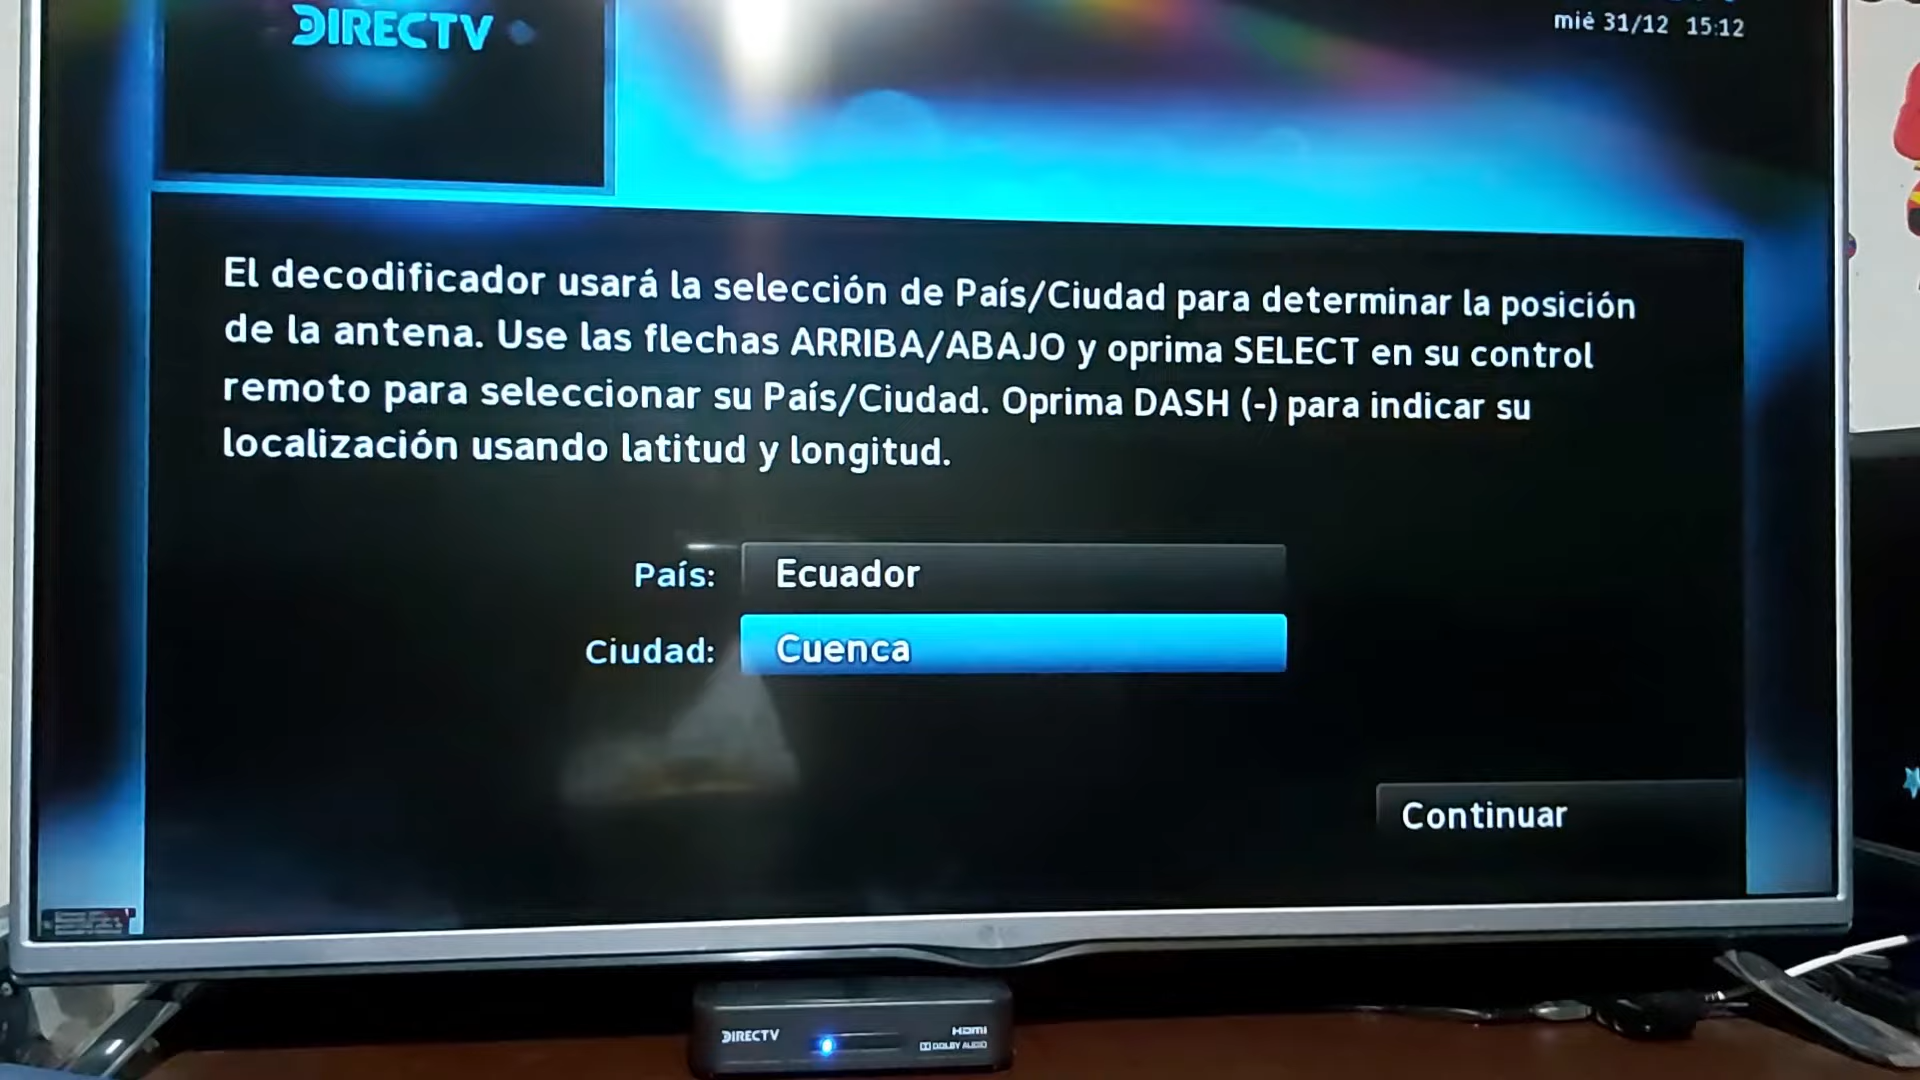 DIRECTV
mié 31/12 15:12
El decodificador usará la selección de País/Ciudad para determinar la posición
de la antena. Use las flechas ARRIBA/ABAJO y oprima SELECT en su control
remoto para seleccionar su País/Ciudad. Oprima DASH (-) para indicar su
localización usando latitud y longitud.
País: Ecuador
Ciudad: Cuenca
Continuar
DIRECTV
HDMI
DOLBY AUDIO